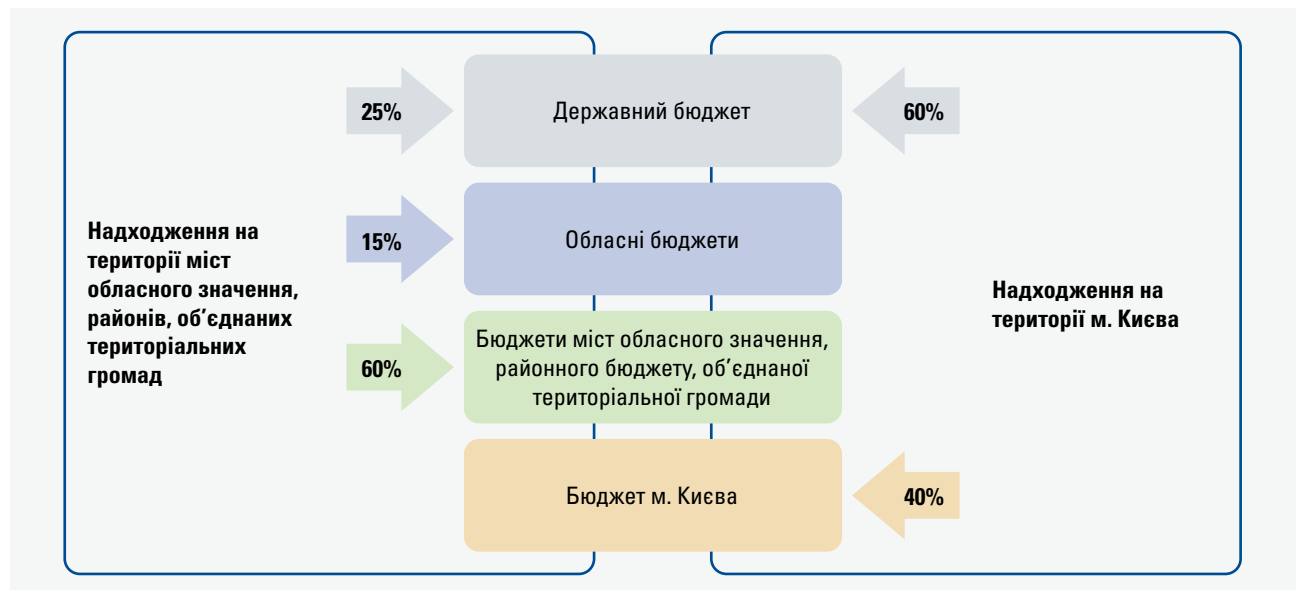 Надходження на
території міст
обласного значення,
районів, об’єднаних
територіальних
громад
25%
Державний бюджет
60%
15%
Обласні бюджети
60%
Бюджети міст обласного значення,
районного бюджету, об’єднаної
територіальної громади
Бюджет м. Києва
40%
Надходження на
території м. Києва